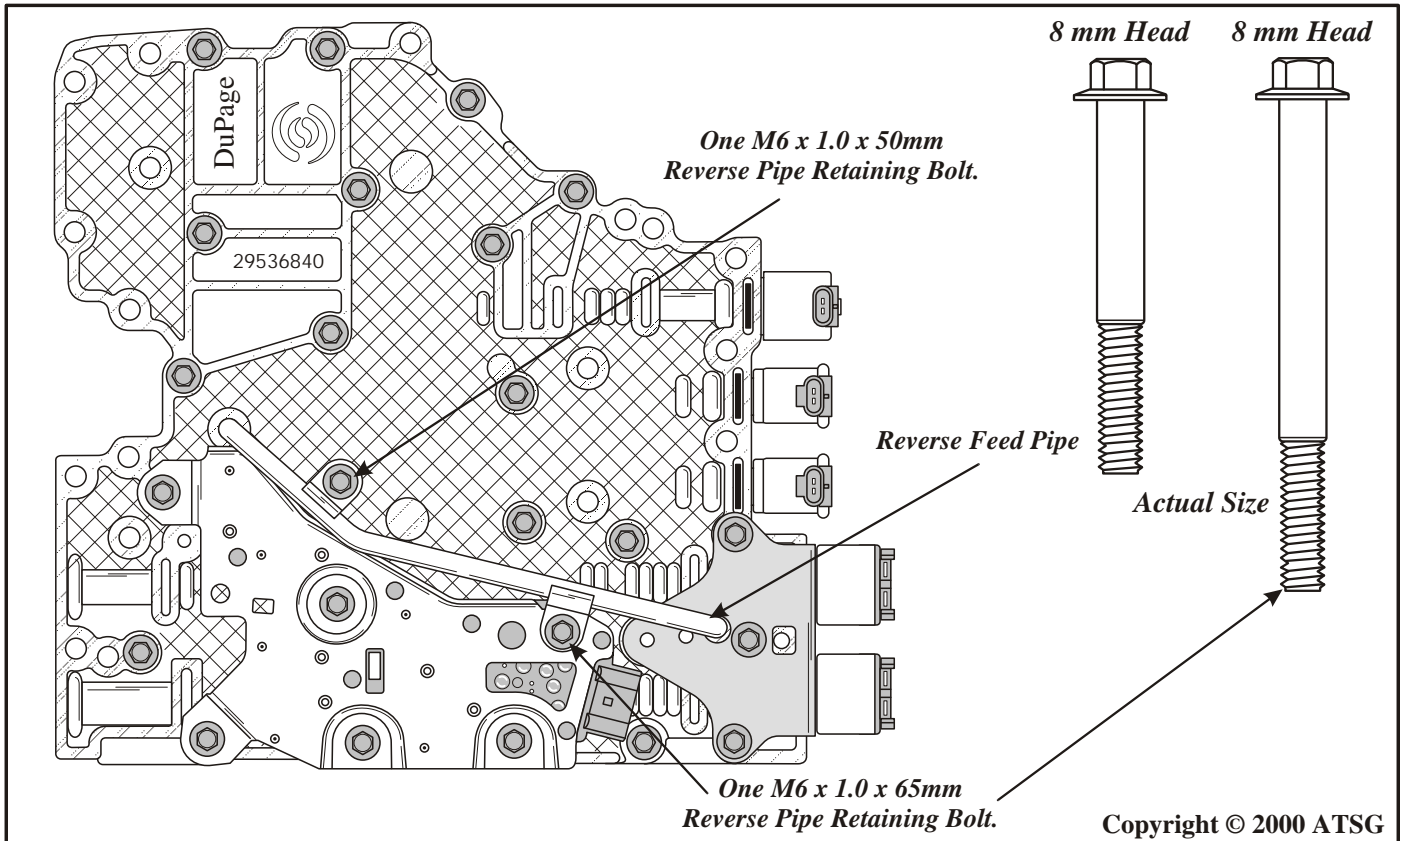 8 mm Head
8 mm Head
DuPage
One M6 x 1.0 x 50mm
Reverse Pipe Retaining Bolt.
29536840
Reverse Feed Pipe
Actual Size
One M6 x 1.0 x 65mm
Reverse Pipe Retaining Bolt.
Copyright © 2000 ATSG